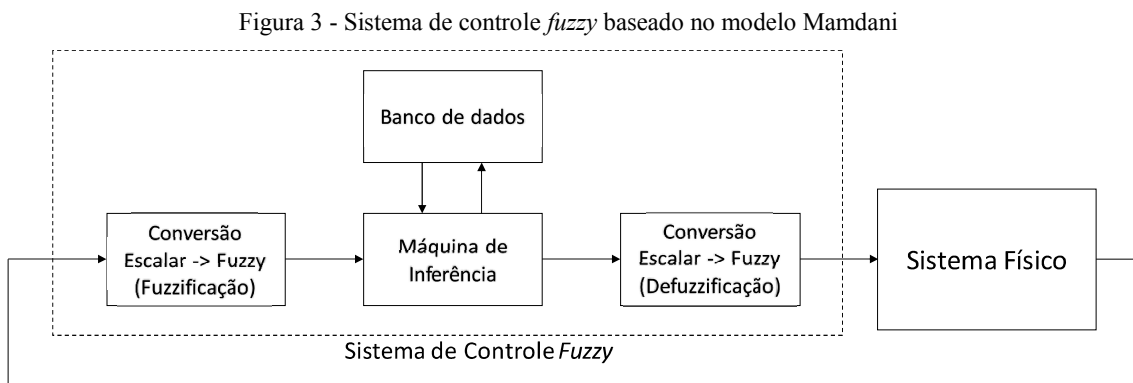 Figura 3 - Sistema de controle fuzzy baseado no modelo Mamdani
Banco de dados
Conversão
Escalar -> Fuzzy
(Fuzzificação)
Máquina de
Inferência
Conversão
Escalar -> Fuzzy
(Defuzzificação)
Sistema Físico
Sistema de Controle Fuzzy